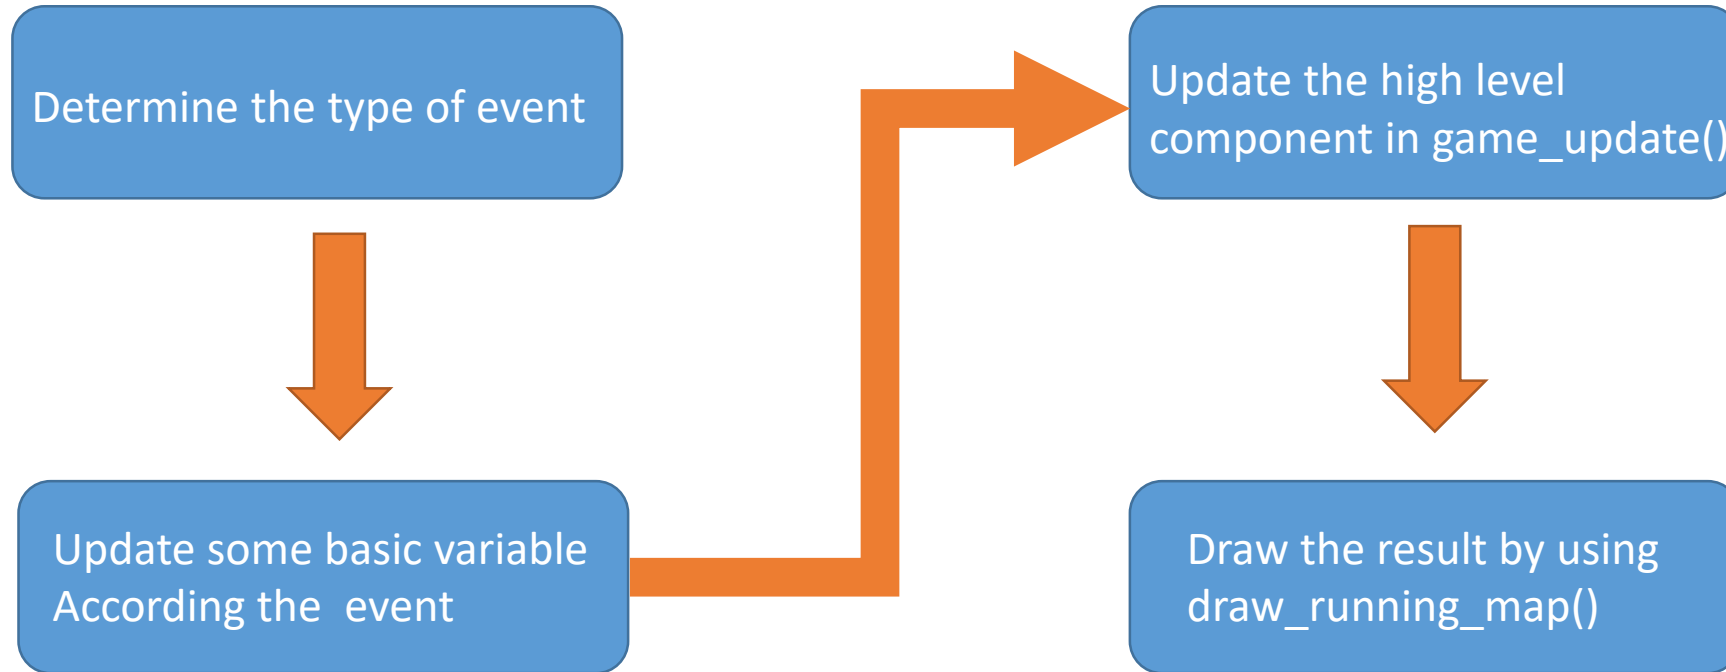 Determine the type of event
Update some basic variable
According the  event
Update the high level
component in game_update()
Draw the result by using
draw_running_map()